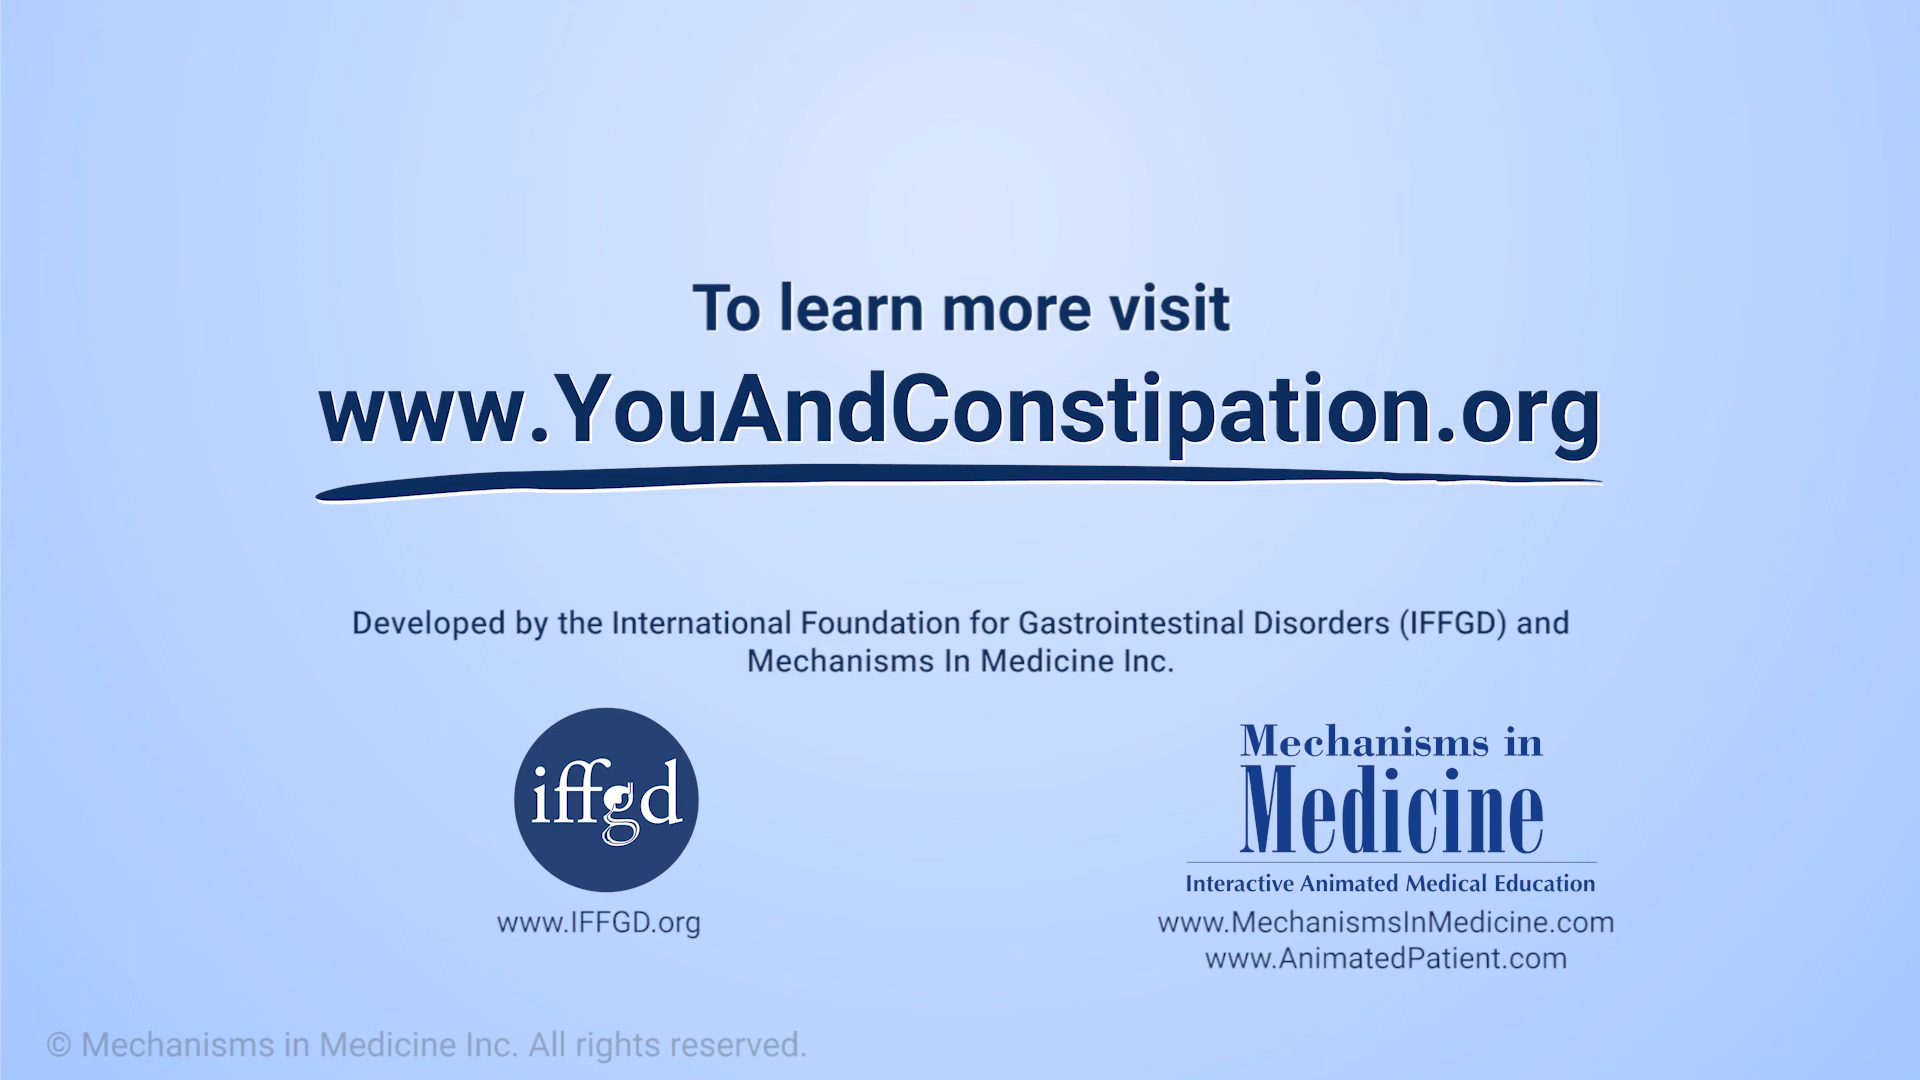 To learn more visit
www.YouAndConstipation.org
Developed by the International Foundation for Gastrointestinal Disorders (IFFGD) and
Mechanisms In Medicine Inc.
iffgd
www.IFFGD.org
Mechanisms in
Medicine
Interactive Animated Medical Education
www.MechanismsInMedicine.com
www.AnimatedPatient.com
© Mechanisms in Medicine Inc. All rights reserved.